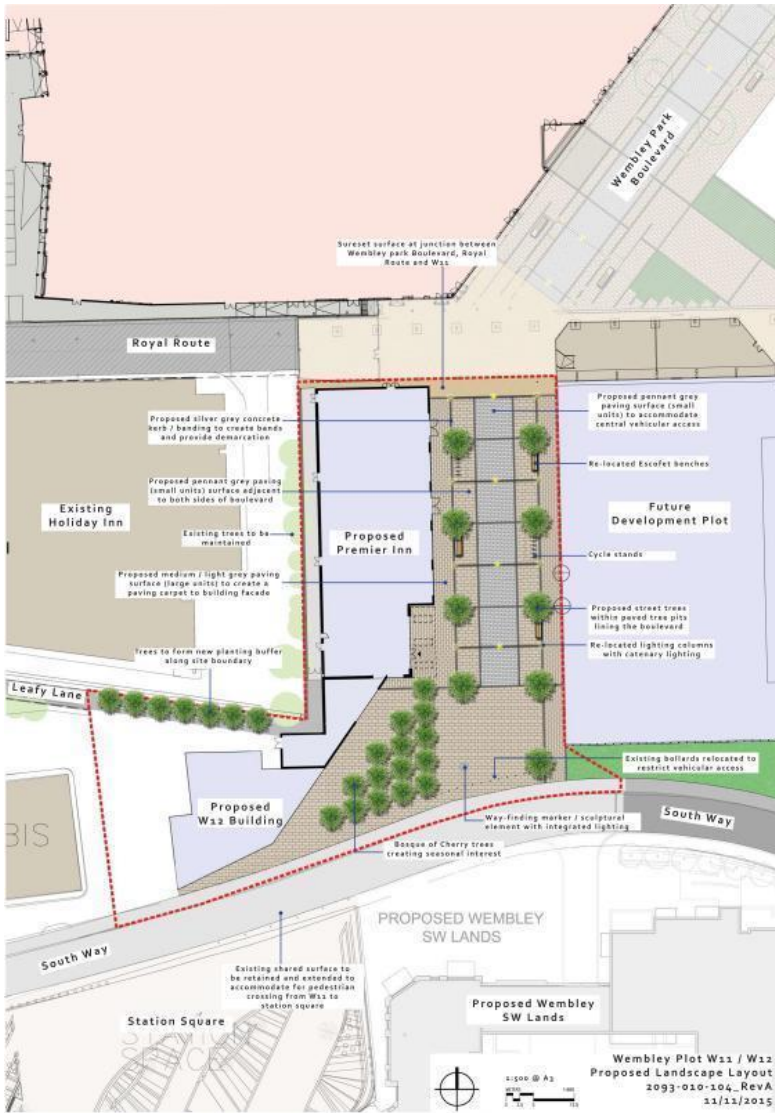 Wembley Park
Boulevard
Sureset surface at junction between
Wembley park Boulevard, Royal
Route and W11
Royal Route
Proposed silver grey concrete
kerb / banding to create bands
and provide demarcation
Proposed pennant grey
paving surface (small
units) to accommodate
central vehicular access
Re-located Escofet benches
Proposed pennant grey paving
(small units) surface adjacent
to both sides of boulevard
Existing
Holiday Inn
Future
Development Plot
Existing trees to be
maintained
Proposed
Premier Inn
Cycle stands
Proposed medium / light grey paving
surface (large units) to create a
paving carpet to building facade
Proposed street trees
within paved tree pits
lining the boulevard
Trees to form new planting buffer
along site boundary
Re-located lighting columns
with catenary lighting
Leafy Lane
Existing bollards relocated to
restrict vehicular access
Proposed
W12 Building
Way-finding marker / sculptural
element with integrated lighting
South Way
IBIS
Bosque of Cherry trees
creating seasonal interest
PROPOSED WEMBLEY
SW LANDS
South Way
Existing shared surface to
be retained and extended to
accommodate for pedestrian
crossing from W11 to
station square
Station Square
STATION
SPACE
Proposed Wembley
SW Lands
1:500 @ A3
METRES
Wembley Plot W11 / W12
Proposed Landscape Layout
2093-010-104_RevA
11/11/2015